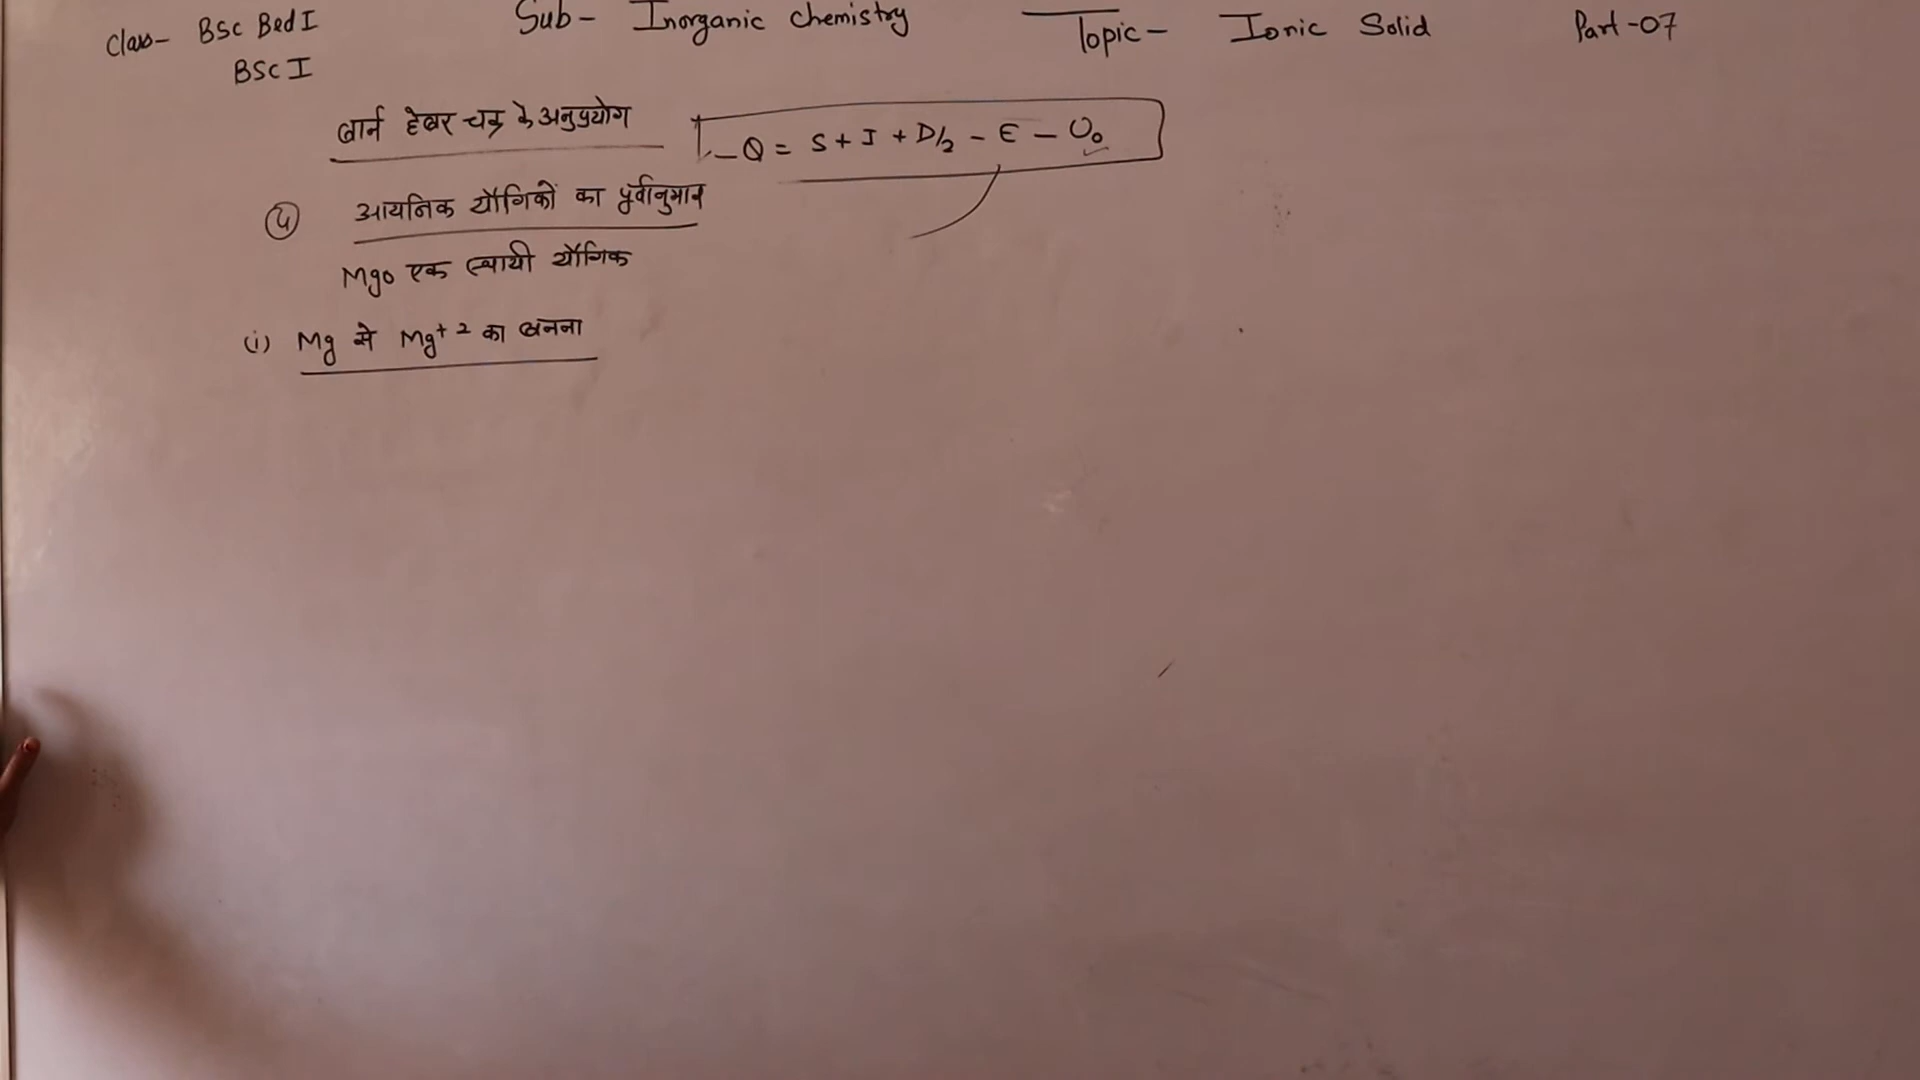 Class- BSc Bed I
BSc I
Sub- Inorganic chemistry
Topic- Ionic Solid
Part-07
बार्न हेबर चक्र के अनुप्रयोग
-Q = S + I + D/2 - E - U₀
आयनिक यौगिकों का पूर्वानुमान
MgO एक स्थायी यौगिक
(i) Mg से Mg⁺² का बनना